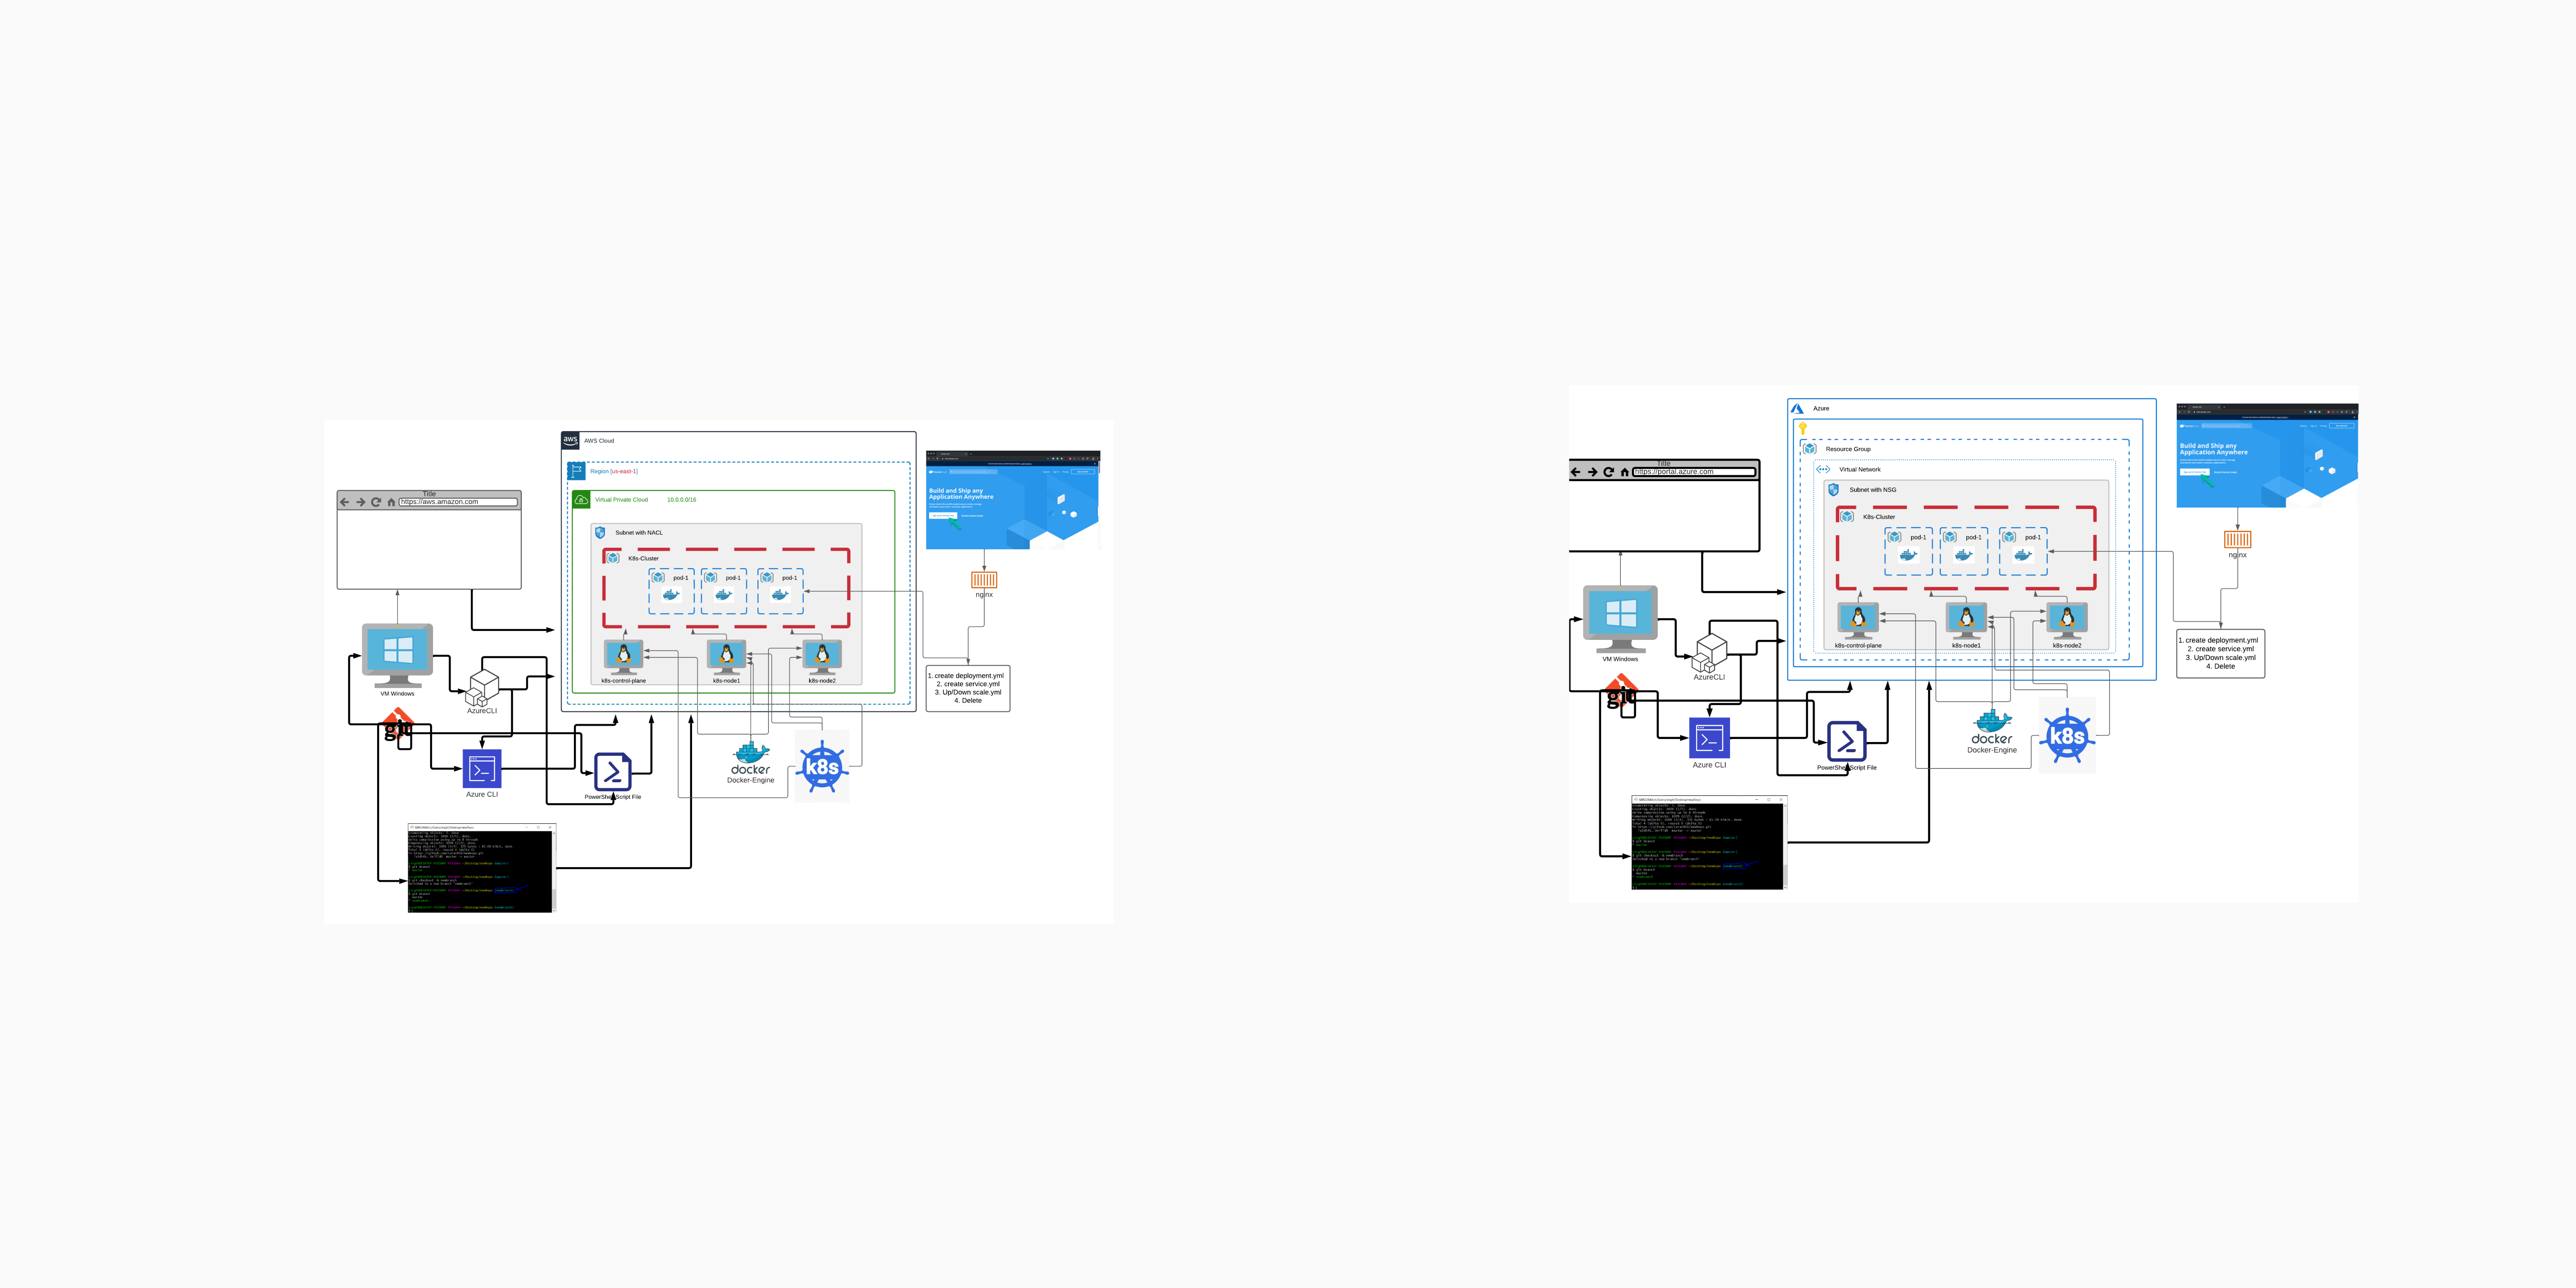 aws
AWS Cloud
Region [us-east-1]
Virtual Private Cloud 10.0.0.0/16
Subnet with NACL
K8s-Cluster
pod-1
pod-1
pod-1
k8s-control-plane
k8s-node1
k8s-node2
Title
https://aws.amazon.com
VM Windows
AzureCLI
git
Azure CLI
PowerShell Script File
docker
Docker-Engine
k8s
Build and Ship any
Application Anywhere
nginx
1. create deployment.yml
2. create service.yml
3. Up/Down scale.yml
4. Delete
Azure
Resource Group
Virtual Network
Subnet with NSG
K8s-Cluster
pod-1
pod-1
pod-1
k8s-control-plane
k8s-node1
k8s-node2
Title
https://portal.azure.com
VM Windows
AzureCLI
git
Azure CLI
PowerShell Script File
docker
Docker-Engine
k8s
Build and Ship any
Application Anywhere
nginx
1. create deployment.yml
2. create service.yml
3. Up/Down scale.yml
4. Delete